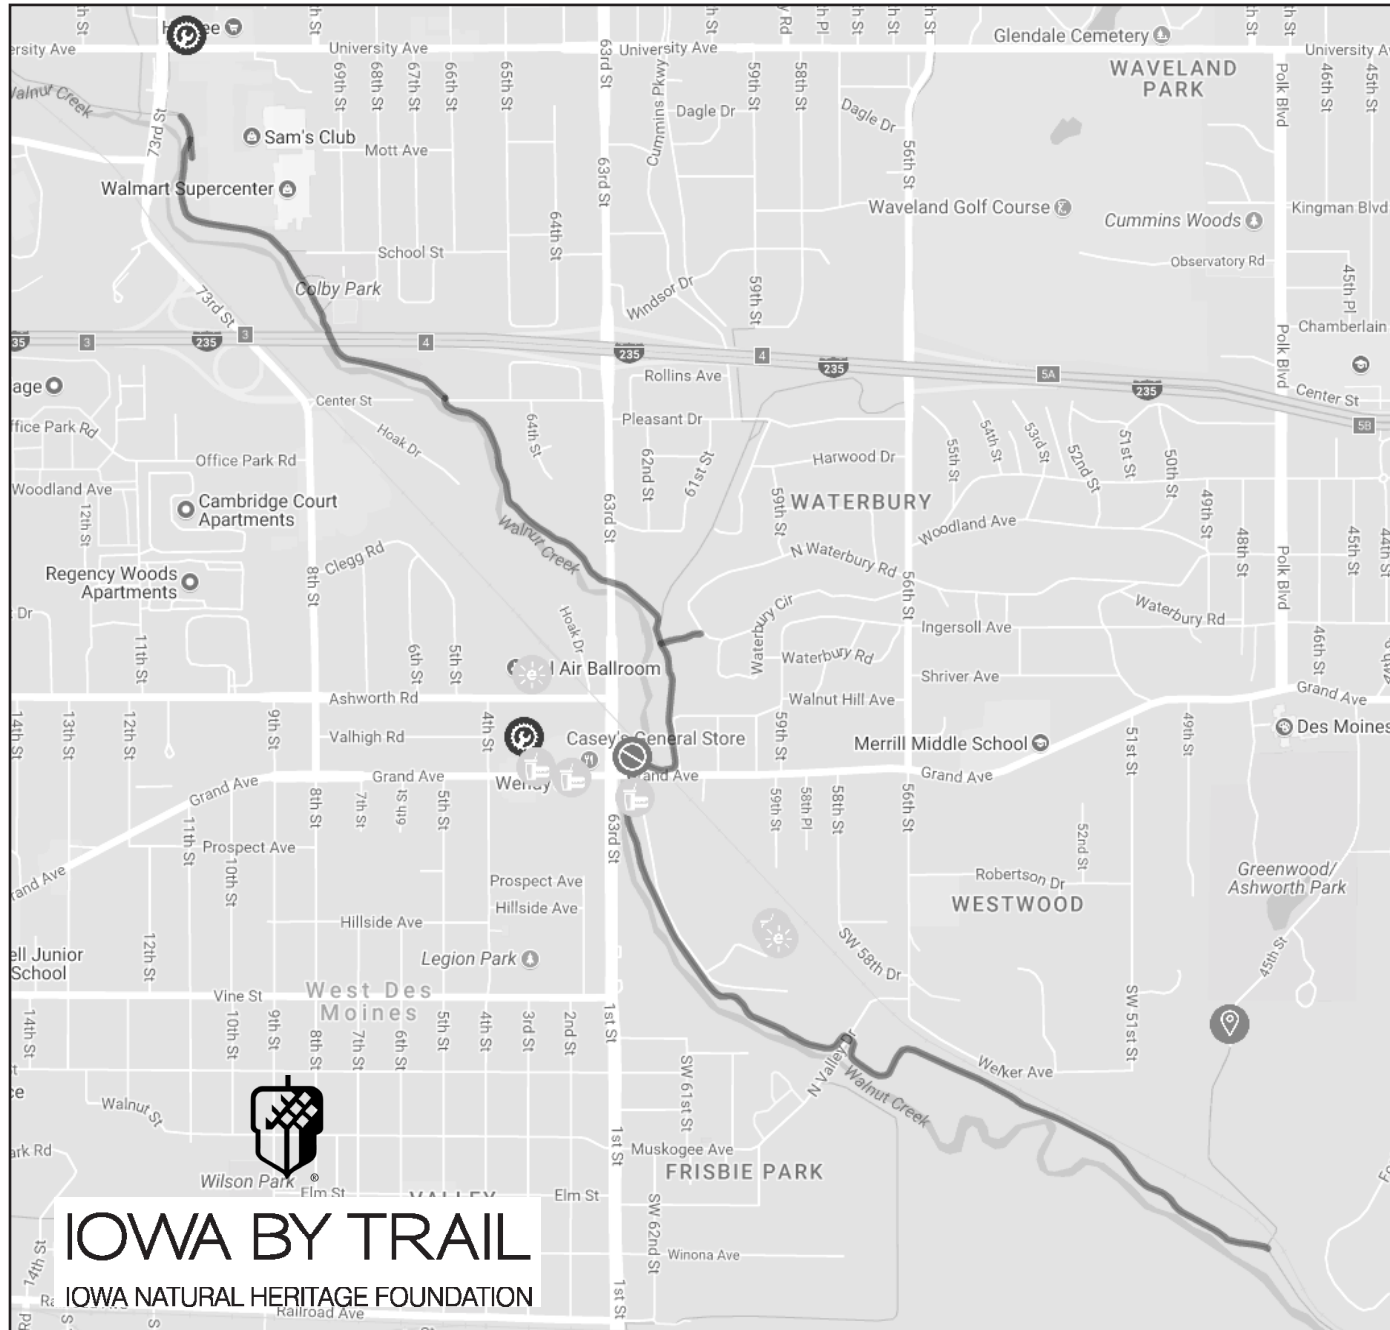 University Ave
University Ave
University Ave
Glendale Cemetery
WAVELAND
PARK
Walnut Creek
73rd St
69th St
68th St
67th St
66th St
65th St
63rd St
Cummins Pkwy
59th St
58th St
Dagle Dr
Dagle Dr
56th St
Polk Blvd
46th St
45th St
Sam's Club
Mott Ave
Walmart Supercenter
63rd St
Waveland Golf Course
Cummins Woods
Kingman Blvd
School St
64th St
Observatory Rd
Colby Park
Windsor Dr
59th St
45th Pl
73rd St
Chamberlain
3
235
3
4
235
4
235
5A
235
Polk Blvd
Center St
5B
Rollins Ave
Center St
Pleasant Dr
Hoak Dr
64th St
62nd St
61st St
Harwood Dr
55th St
54th St
53rd St
52nd St
51st St
50th St
Office Park Rd
Office Park Rd
Woodland Ave
12th St
Cambridge Court
Apartments
63rd St
59th St
WATERBURY
Woodland Ave
49th St
48th St
45th St
44th St
Walnut Creek
N Waterbury Rd
56th St
Polk Blvd
Regency Woods
Apartments
8th St
Clegg Rd
Hoak Dr
Waterbury Cir
Waterbury Rd
Dr
11th St
6th St
5th St
Ingersoll Ave
46th St
Air Ballroom
Waterbury Rd
Shriver Ave
Ashworth Rd
Walnut Hill Ave
Grand Ave
14th St
13th St
12th St
9th St
4th St
Valhigh Rd
Casey's General Store
59th St
Merrill Middle School
51st St
49th St
Des Moines
Grand Ave
Grand Ave
Wendy
Grand Ave
8th St
7th St
6th St
5th St
63rd St
59th St
58th Pl
58th St
56th St
52nd St
11th St
Prospect Ave
10th St
Prospect Ave
Hillside Ave
Hillside Ave
Robertson Dr
WESTWOOD
Greenwood/
Ashworth Park
12th St
Legion Park
SW 58th Dr
45th St
Vine St
West Des
Moines
14th St
10th St
9th St
8th St
7th St
6th St
5th St
4th St
3rd St
2nd St
1st St
SW 51st St
SW 61st St
N Valley Dr
Walnut Creek
Welker Ave
Walnut St
1st St
Muskogee Ave
FRISBIE PARK
Wilson Park
®
Elm St
VALLEY
Elm St
SW 62nd St
Winona Ave
14th St
1st St
IOWA BY TRAIL
IOWA NATURAL HERITAGE FOUNDATION
Railroad Ave